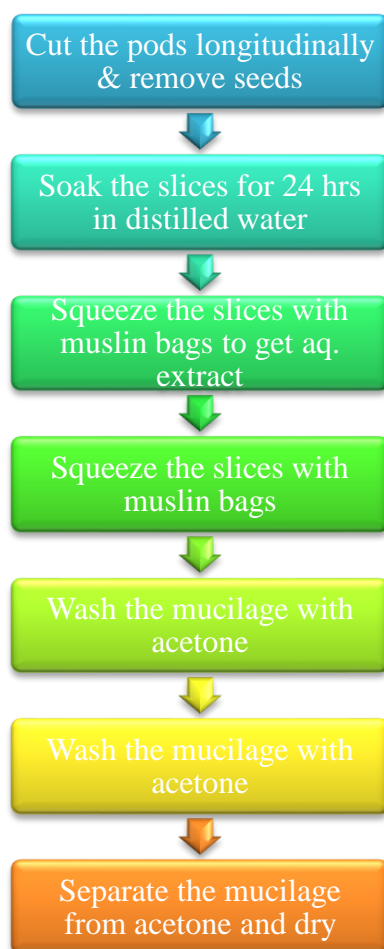 Cut the pods longitudinally
& remove seeds
Soak the slices for 24 hrs
in distilled water
Squeeze the slices with
muslin bags to get aq.
extract
Squeeze the slices with
muslin bags
Wash the mucilage with
acetone
Wash the mucilage with
acetone
Separate the mucilage
from acetone and dry